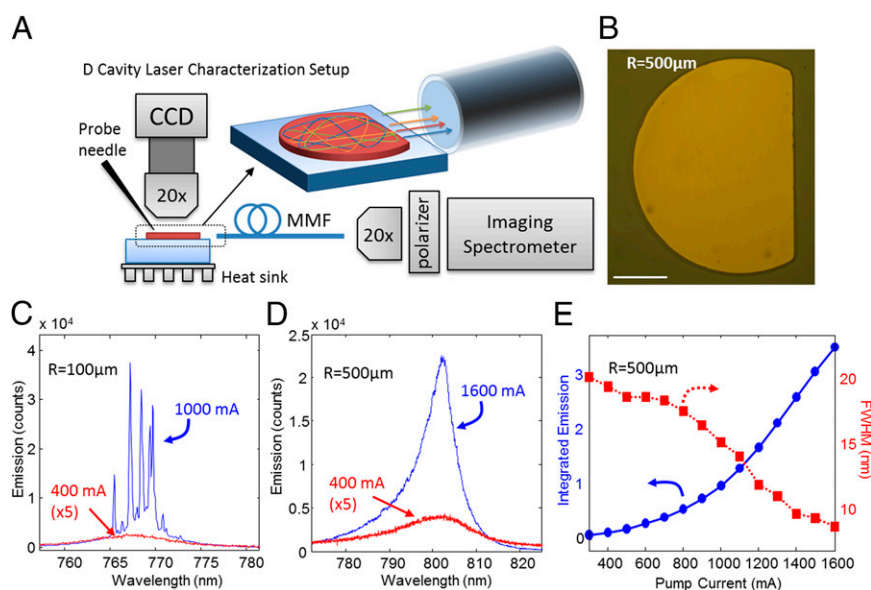 A
D Cavity Laser Characterization Setup
CCD
Probe
needle
20x
MMF
20x
polarizer
Imaging
Spectrometer
Heat sink
B
R=500μm
C
x 10⁴
4
3
2
1
0
Emission (counts)
R=100μm
1000 mA
400 mA
(x5)
760 765 770 775 780
Wavelength (nm)
D
x 10⁴
2.5
2.0
1.5
1.0
0.5
0
Emission (counts)
R=500μm
1600 mA
400 mA
(x5)
780 790 800 810 820
Wavelength (nm)
E
R=500μm
3
2
1
0
Integrated Emission
20
15
10
FWHM
(nm)
400 600 800 1000 1200 1400 1600
Pump Current (mA)